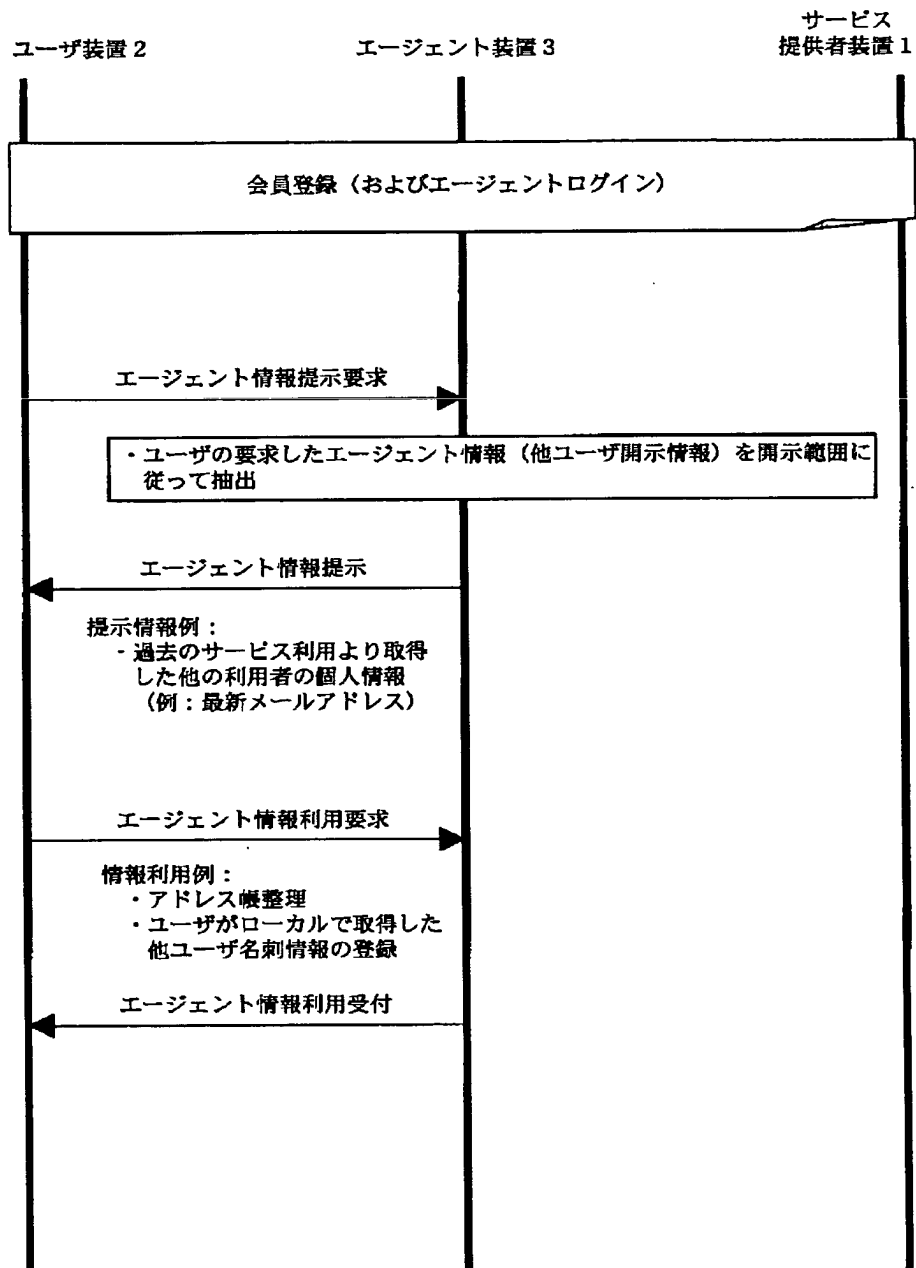 ユーザ装置2
エージェント装置3
サービス
提供者装置1
会員登録（およびエージェントログイン）
エージェント情報提示要求
・ユーザの要求したエージェント情報（他ユーザ開示情報）を開示範囲に
従って抽出
エージェント情報提示
提示情報例：
- 過去のサービス利用より取得
した他の利用者の個人情報
（例：最新メールアドレス）
エージェント情報利用要求
情報利用例：
・アドレス帳整理
・ユーザがローカルで取得した
他ユーザ名刺情報の登録
エージェント情報利用受付